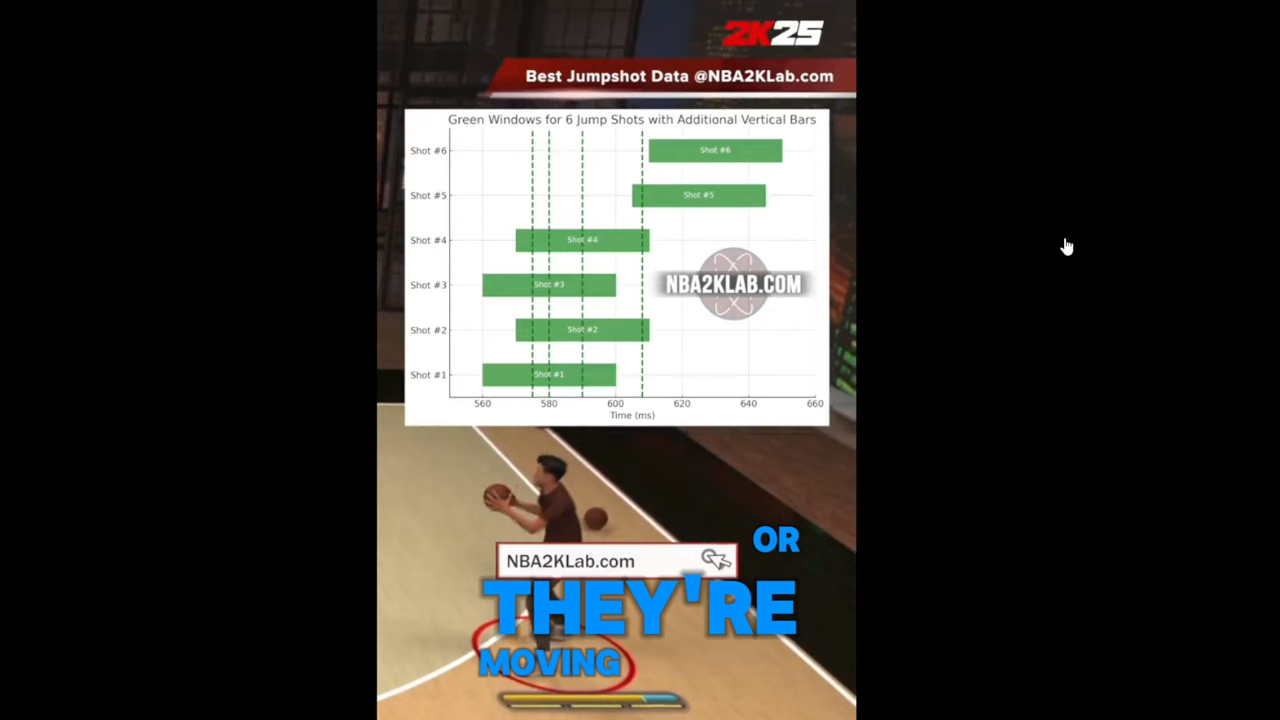 2K25
Best Jumpshot Data @NBA2KLab.com
Green Windows for 6 Jump Shots with Additional Vertical Bars
Shot #6
Shot #6
Shot #5
Shot #5
Shot #4
Shot #4
Shot #3
Shot #3
NBA2KLAB.COM
Shot #2
Shot #2
Shot #1
Shot #1
560 580 600 620 640 660
Time (ms)
OR
NBA2KLab.com
THEY'RE
MOVING